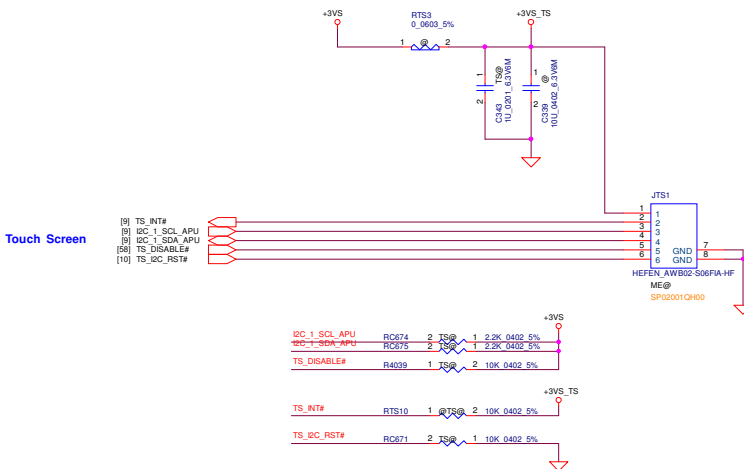 +3VS
RTS3
0_0603_5%
+3VS_TS
1 @ 2
1
2
TS@
C343
1U_0201_6.3V6M
1
2
@
C339
10U_0402_6.3V6M
Touch Screen
[9] TS_INT#
[9] I2C_1_SCL_APU
[9] I2C_1_SDA_APU
[58] TS_DISABLE#
[10] TS_I2C_RST#
JTS1
1 1
2 2
3 3
4 4
5 5 GND 7
6 6 GND 8
HEFEN_AWB02-S06FIA-HF
ME@
SP02001QH00
+3VS
I2C_1_SCL_APU RC674 2 TS@ 1 2.2K_0402_5%
I2C_1_SDA_APU RC675 2 TS@ 1 2.2K_0402_5%
TS_DISABLE# R4039 1 TS@ 2 10K_0402_5%
+3VS_TS
TS_INT# RTS10 1 @TS@ 2 10K_0402_5%
TS_I2C_RST# RC671 2 TS@ 1 10K_0402_5%